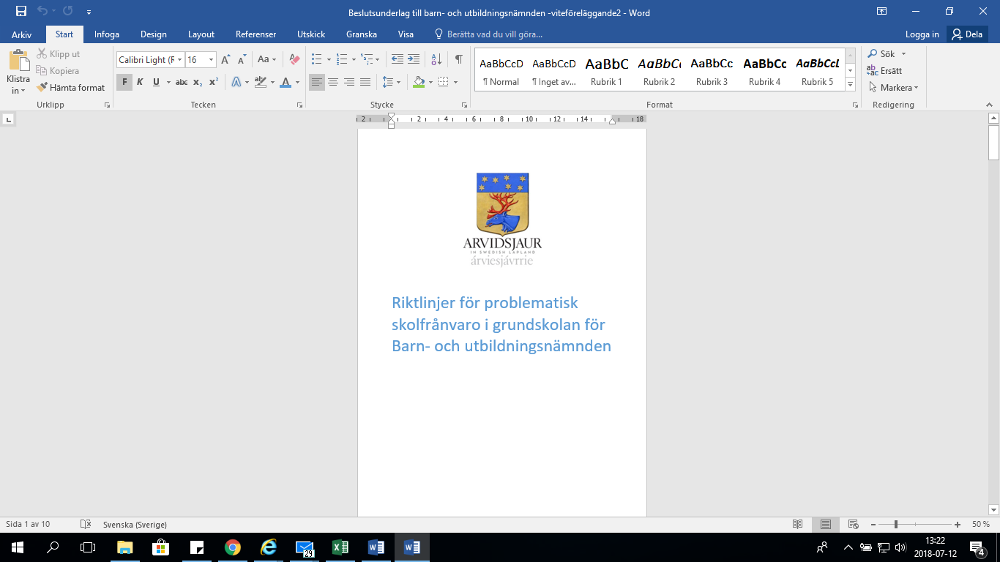 Beslutsunderlag till barn- och utbildningsnämnden -viteföreläggande2 - Word
Arkiv Start Infoga Design Layout Referenser Utskick Granska Visa Berätta vad du vill göra... Logga in Dela
Klistra in
Klipp ut
Kopiera
Hämta format
Urklipp
Calibri Light (R 16 A A Aa
F K U abc x₂ x² A ab A
Tecken
Stycke
AaBbCcD AaBbCcD AaBbC AaBbC AaBbCc AaBbCc AaBbCcL
¶ Normal ¶ Inget av... Rubrik 1 Rubrik 2 Rubrik 3 Rubrik 4 Rubrik 5
Format
Sök
Ersätt
Markera
Redigering
2 2 4 6 8 10 12 14 18
ARVIDSJAUR
IN SWEDISH LAPLAND
árviesjávrrie
Riktlinjer för problematisk
skolfrånvaro i grundskolan för
Barn- och utbildningsnämnden
Sida 1 av 10 Svenska (Sverige) 50 %
29
13:22
2018-07-12
4